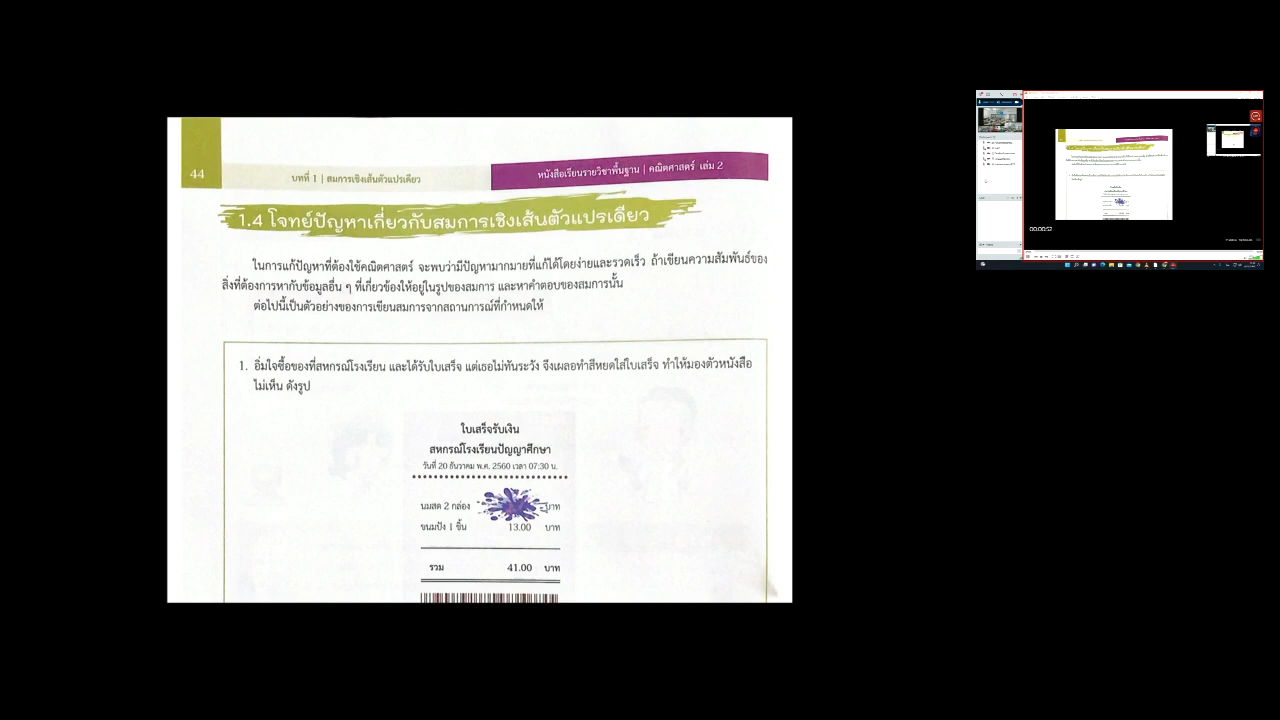 44
บทที่ 1 | สมการเชิงเส้น
หนังสือเรียนรายวิชาพื้นฐาน | คณิตศาสตร์ เล่ม 2
1.4 โจทย์ปัญหาเกี่ยวกับสมการเชิงเส้นตัวแปรเดียว
ในการแก้ปัญหาที่ต้องใช้คณิตศาสตร์ จะพบว่ามีปัญหามากมายที่แก้ได้โดยง่ายและรวดเร็ว ถ้าเขียนความสัมพันธ์ของ
สิ่งที่ต้องการหากับข้อมูลอื่น ๆ ที่เกี่ยวข้องให้อยู่ในรูปของสมการ และหาคำตอบของสมการนั้น
ต่อไปนี้เป็นตัวอย่างของการเขียนสมการจากสถานการณ์ที่กำหนดให้
1. อิ่มใจซื้อของที่สหกรณ์โรงเรียน และได้รับใบเสร็จ แต่เธอไม่ทันระวัง จึงเผลอทำสีหยดใส่ใบเสร็จ ทำให้มองตัวหนังสือ
ไม่เห็น ดังรูป
ใบเสร็จรับเงิน
สหกรณ์โรงเรียนปัญญาศึกษา
วันที่ 20 ธันวาคม พ.ศ. 2560 เวลา 07:30 น.
นมสด 2 กล่อง บาท
ขนมปัง 1 ชิ้น 13.00 บาท
รวม 41.00 บาท
00:00:52